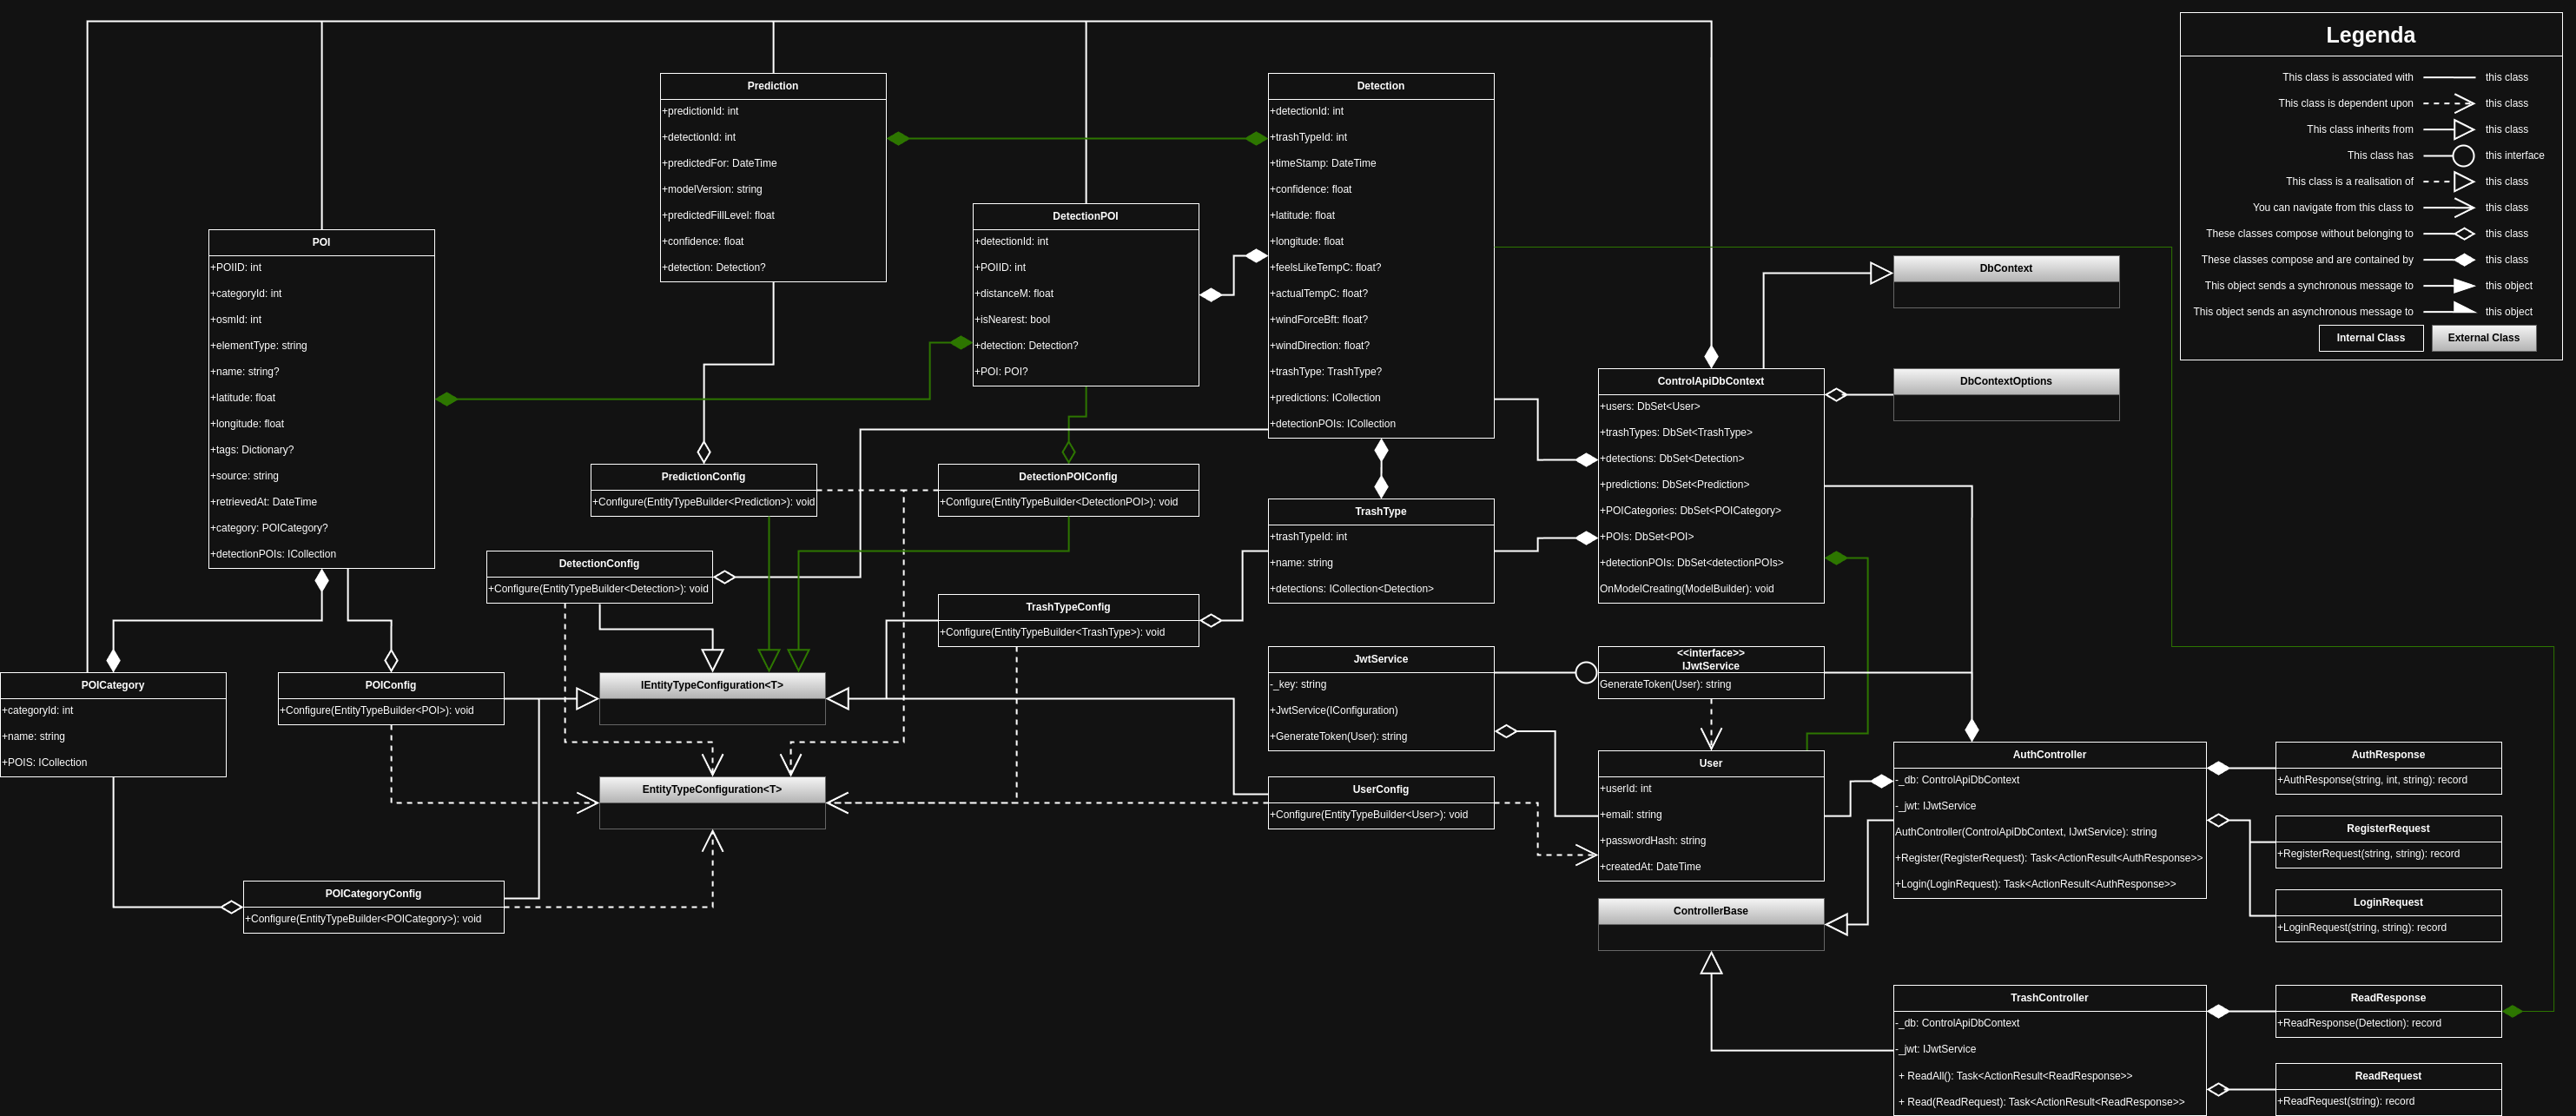 Legenda
This class is associated with this class
This class is dependent upon this class
This class inherits from this class
This class has this interface
This class is a realisation of this class
You can navigate from this class to this class
These classes compose without belonging to this class
These classes compose and are contained by this class
This object sends a synchronous message to this object
This object sends an asynchronous message to this object
Internal Class External Class
Prediction
+predictionId: int
+detectionId: int
+predictedFor: DateTime
+modelVersion: string
+predictedFillLevel: float
+confidence: float
+detection: Detection?
Detection
+detectionId: int
+trashTypeId: int
+timeStamp: DateTime
+confidence: float
+latitude: float
+longitude: float
+feelsLikeTempC: float?
+actualTempC: float?
+windForceBft: float?
+windDirection: float?
+trashType: TrashType?
+predictions: ICollection
+detectionPOIs: ICollection
DetectionPOI
+detectionId: int
+POIID: int
+distanceM: float
+isNearest: bool
+detection: Detection?
+POI: POI?
POI
+POIID: int
+categoryId: int
+osmId: int
+elementType: string
+name: string?
+latitude: float
+longitude: float
+tags: Dictionary?
+source: string
+retrievedAt: DateTime
+category: POICategory?
+detectionPOIs: ICollection
DbContext
DbContextOptions
ControlApiDbContext
+users: DbSet<User>
+trashTypes: DbSet<TrashType>
+detections: DbSet<Detection>
+predictions: DbSet<Prediction>
+POICategories: DbSet<POICategory>
+POIs: DbSet<POI>
+detectionPOIs: DbSet<detectionPOIs>
OnModelCreating(ModelBuilder): void
PredictionConfig
+Configure(EntityTypeBuilder<Prediction>): void
DetectionPOIConfig
+Configure(EntityTypeBuilder<DetectionPOI>): void
TrashType
+trashTypeId: int
+name: string
+detections: ICollection<Detection>
DetectionConfig
+Configure(EntityTypeBuilder<Detection>): void
TrashTypeConfig
+Configure(EntityTypeBuilder<TrashType>): void
POICategory
+categoryId: int
+name: string
+POIS: ICollection
POIConfig
+Configure(EntityTypeBuilder<POI>): void
IEntityTypeConfiguration<T>
EntityTypeConfiguration<T>
JwtService
-_key: string
+JwtService(IConfiguration)
+GenerateToken(User): string
<<interface>>
IJwtService
GenerateToken(User): string
UserConfig
+Configure(EntityTypeBuilder<User>): void
User
+userId: int
+email: string
+passwordHash: string
+createdAt: DateTime
AuthController
-_db: ControlApiDbContext
-_jwt: IJwtService
AuthController(ControlApiDbContext, IJwtService): string
+Register(RegisterRequest): Task<ActionResult<AuthResponse>>
+Login(LoginRequest): Task<ActionResult<AuthResponse>>
AuthResponse
+AuthResponse(string, int, string): record
RegisterRequest
+RegisterRequest(string, string): record
LoginRequest
+LoginRequest(string, string): record
POICategoryConfig
+Configure(EntityTypeBuilder<POICategory>): void
ControllerBase
TrashController
-_db: ControlApiDbContext
-_jwt: IJwtService
+ ReadAll(): Task<ActionResult<ReadResponse>>
+ Read(ReadRequest): Task<ActionResult<ReadResponse>>
ReadResponse
+ReadResponse(Detection): record
ReadRequest
+ReadRequest(string): record